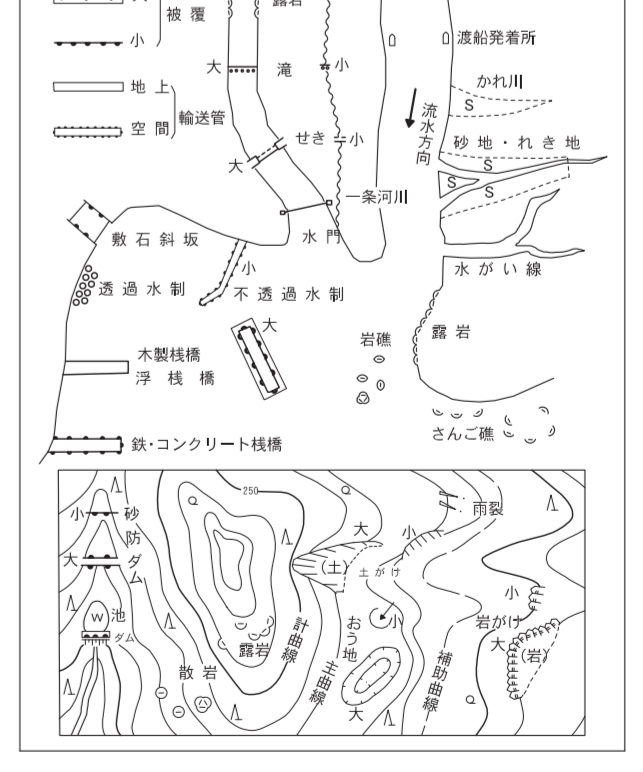 大
露岩
被覆
小
渡船発着所
大 滝 小
かれ川
S
地上
輸送管
空間
流水方向
せき 小
大
砂地・れき地
S
S
S
一条河川
敷石斜坂
水門
小
水がい線
透過水制
不透過水制
大
岩礁
露岩
木製桟橋
浮桟橋
さんご礁
鉄・コンクリート桟橋
250
小 砂防ダム
大
雨裂
大
小
(土)
土がけ
小
岩がけ
大
(岩)
W 池
ダム
小
おう地
計曲線
露岩
主曲線
補助曲線
散岩
大